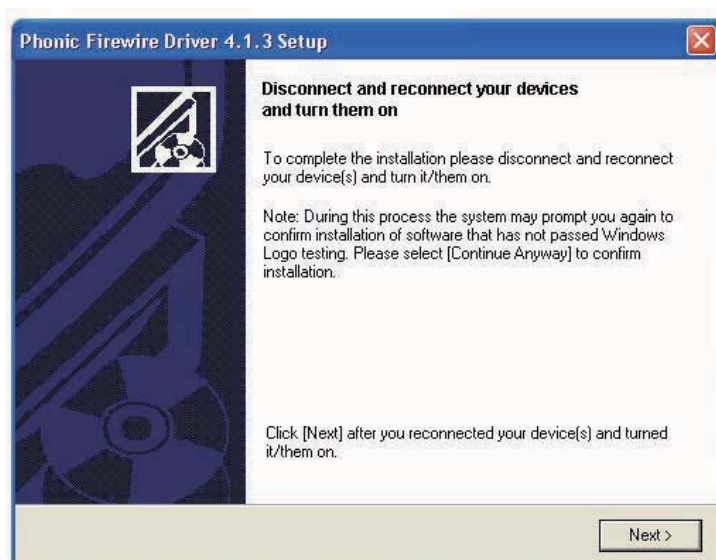 Phonic Firewire Driver 4.1.3 Setup
Disconnect and reconnect your devices
and turn them on
To complete the installation please disconnect and reconnect
your device(s) and turn it/them on.
Note: During this process the system may prompt you again to
confirm installation of software that has not passed Windows
Logo testing. Please select [Continue Anyway] to confirm
installation.
Click [Next] after you reconnected your device(s) and turned
it/them on.
Next >